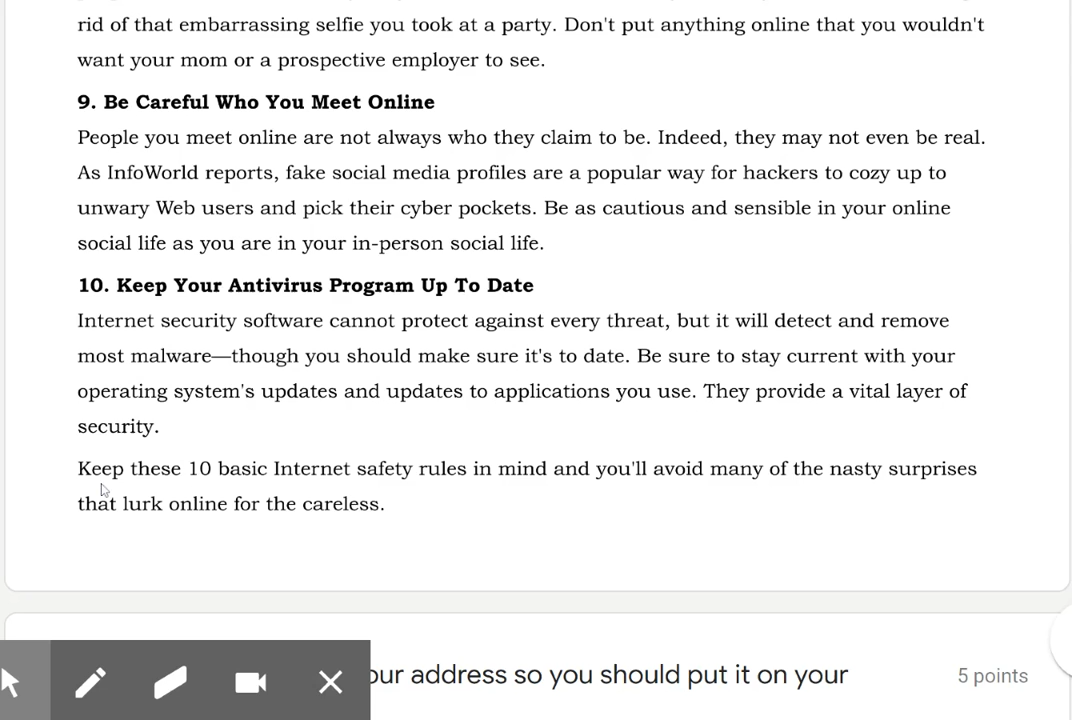 rid of that embarrassing selfie you took at a party. Don't put anything online that you wouldn't
want your mom or a prospective employer to see.
9. Be Careful Who You Meet Online
People you meet online are not always who they claim to be. Indeed, they may not even be real.
As InfoWorld reports, fake social media profiles are a popular way for hackers to cozy up to
unwary Web users and pick their cyber pockets. Be as cautious and sensible in your online
social life as you are in your in-person social life.
10. Keep Your Antivirus Program Up To Date
Internet security software cannot protect against every threat, but it will detect and remove
most malware—though you should make sure it's to date. Be sure to stay current with your
operating system's updates and updates to applications you use. They provide a vital layer of
security.
Keep these 10 basic Internet safety rules in mind and you'll avoid many of the nasty surprises
that lurk online for the careless.
address so you should put it on your
5 points